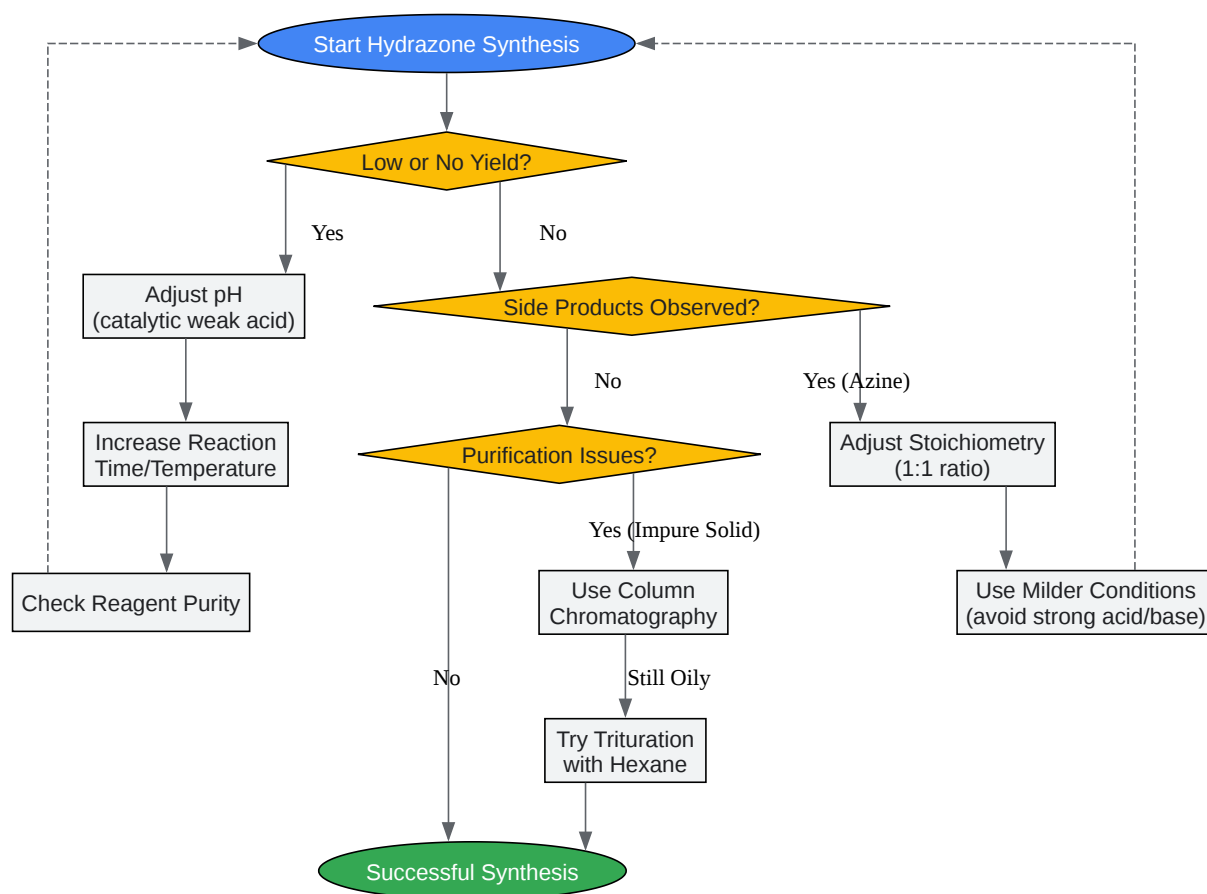 Start Hydrazone Synthesis
Low or No Yield?
Yes
No
Adjust pH
(catalytic weak acid)
Side Products Observed?
No
Yes (Azine)
Increase Reaction
Time/Temperature
Purification Issues?
Adjust Stoichiometry
(1:1 ratio)
Yes (Impure Solid)
Check Reagent Purity
Use Column
Chromatography
Use Milder Conditions
(avoid strong acid/base)
No
Still Oily
Try Trituration
with Hexane
Successful Synthesis